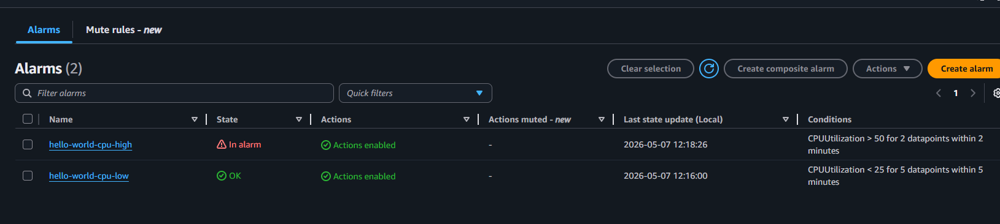 Alarms
Mute rules - new
Alarms (2)
Clear selection
Create composite alarm
Actions
Create alarm
Filter alarms
Quick filters
1
Name State Actions Actions muted - new Last state update (Local) Conditions
hello-world-cpu-high In alarm Actions enabled - 2026-05-07 12:18:26 CPUUtilization > 50 for 2 datapoints within 2
minutes
hello-world-cpu-low OK Actions enabled - 2026-05-07 12:16:00 CPUUtilization < 25 for 5 datapoints within 5
minutes